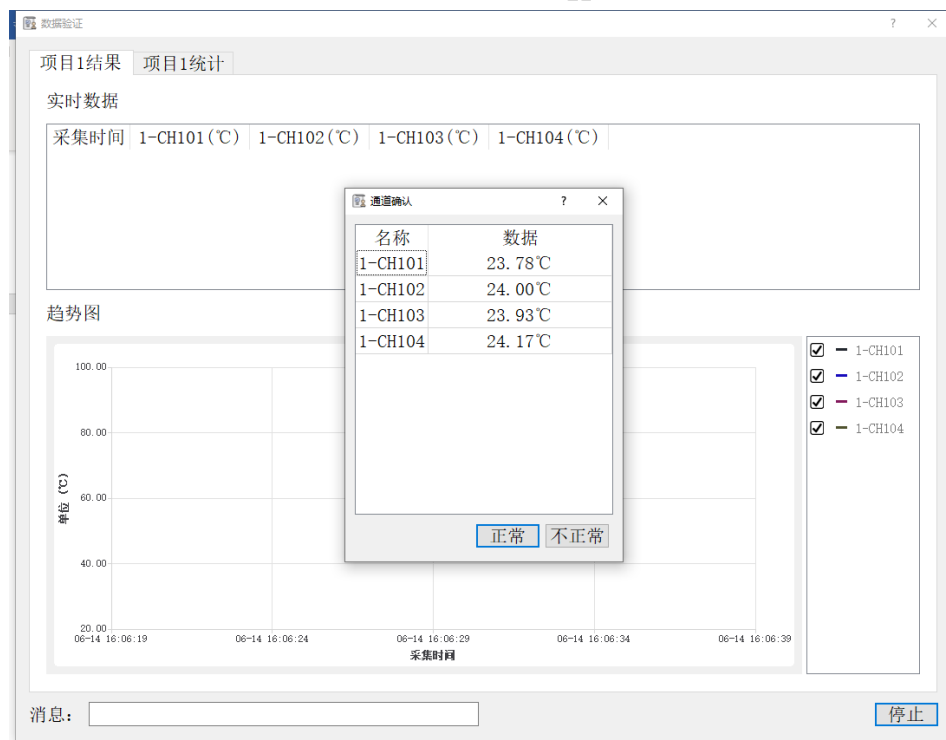 数据验证
项目1结果 项目1统计
实时数据
采集时间 1-CH101(℃) 1-CH102(℃) 1-CH103(℃) 1-CH104(℃)
通道确认
名称 数据
1-CH101 23.78℃
1-CH102 24.00℃
1-CH103 23.93℃
1-CH104 24.17℃
正常 不正常
趋势图
100.00
80.00
60.00
40.00
20.00
单位 (℃)
06-14 16:06:19 06-14 16:06:24 06-14 16:06:29 06-14 16:06:34 06-14 16:06:39
采集时间
1-CH101
1-CH102
1-CH103
1-CH104
消息:
停止